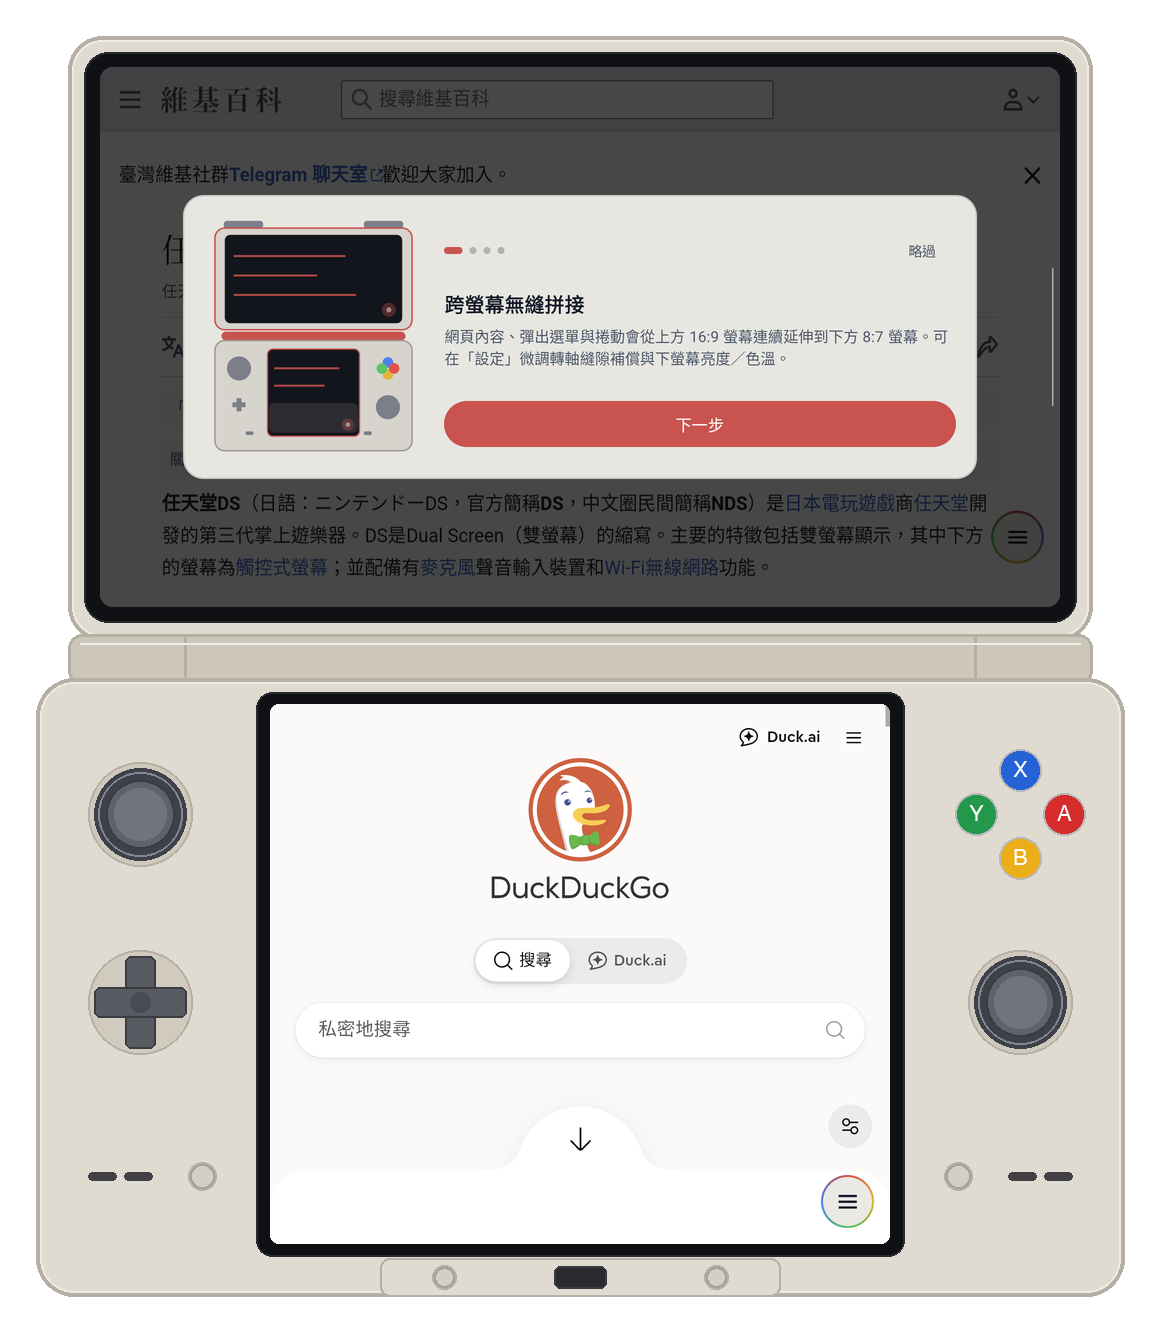 維基百科
搜尋維基百科
臺灣維基社群Telegram 聊天室歡迎大家加入。
略過
跨螢幕無縫拼接
網頁內容、彈出選單與捲動會從上方 16:9 螢幕連續延伸到下方 8:7 螢幕。可
在「設定」微調轉軸縫隙補償與下螢幕亮度／色溫。
下一步
任
任天
文A
「
關
任天堂DS（日語：ニンテンドーDS，官方簡稱DS，中文圈民間簡稱NDS）是日本電玩遊戲商任天堂開
發的第三代掌上遊樂器。DS是Dual Screen（雙螢幕）的縮寫。主要的特徵包括雙螢幕顯示，其中下方
的螢幕為觸控式螢幕；並配備有麥克風聲音輸入裝置和Wi-Fi無線網路功能。
Duck.ai
DuckDuckGo
搜尋
Duck.ai
私密地搜尋
X
Y
A
B